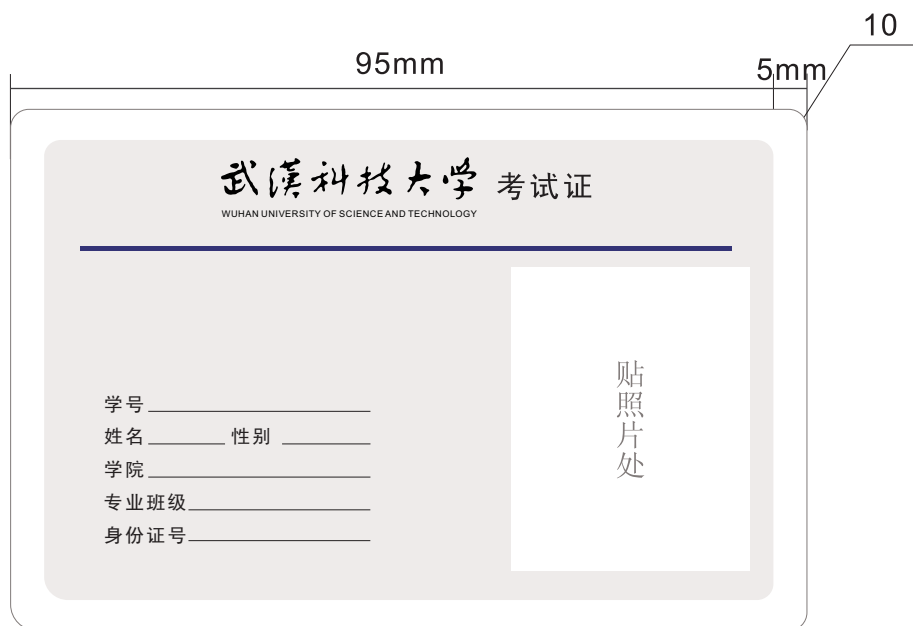 10
95mm
5mm
武漢科技大学 考试证
WUHAN UNIVERSITY OF SCIENCE AND TECHNOLOGY
贴照片处
学号
姓名 性别
学院
专业班级
身份证号